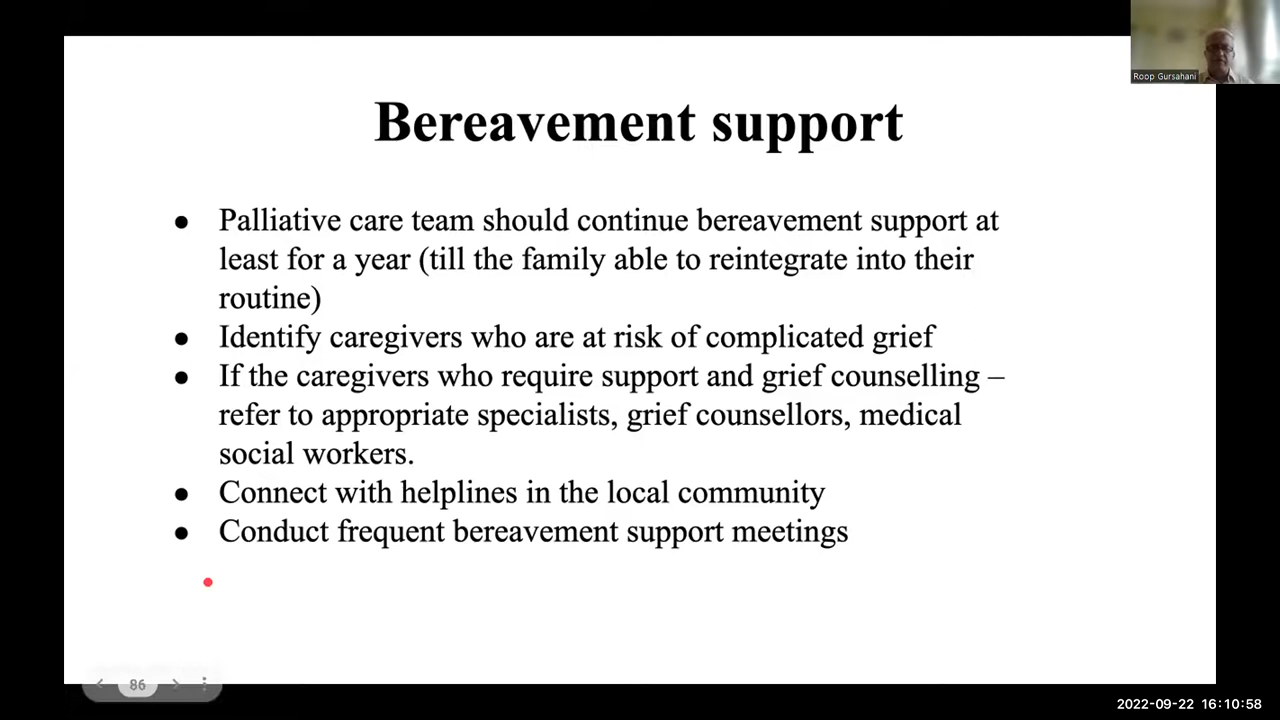 Roop Gursahani
Bereavement support
● Palliative care team should continue bereavement support at
least for a year (till the family able to reintegrate into their
routine)
● Identify caregivers who are at risk of complicated grief
● If the caregivers who require support and grief counselling –
refer to appropriate specialists, grief counsellors, medical
social workers.
● Connect with helplines in the local community
● Conduct frequent bereavement support meetings
86
2022-09-22 16:10:58